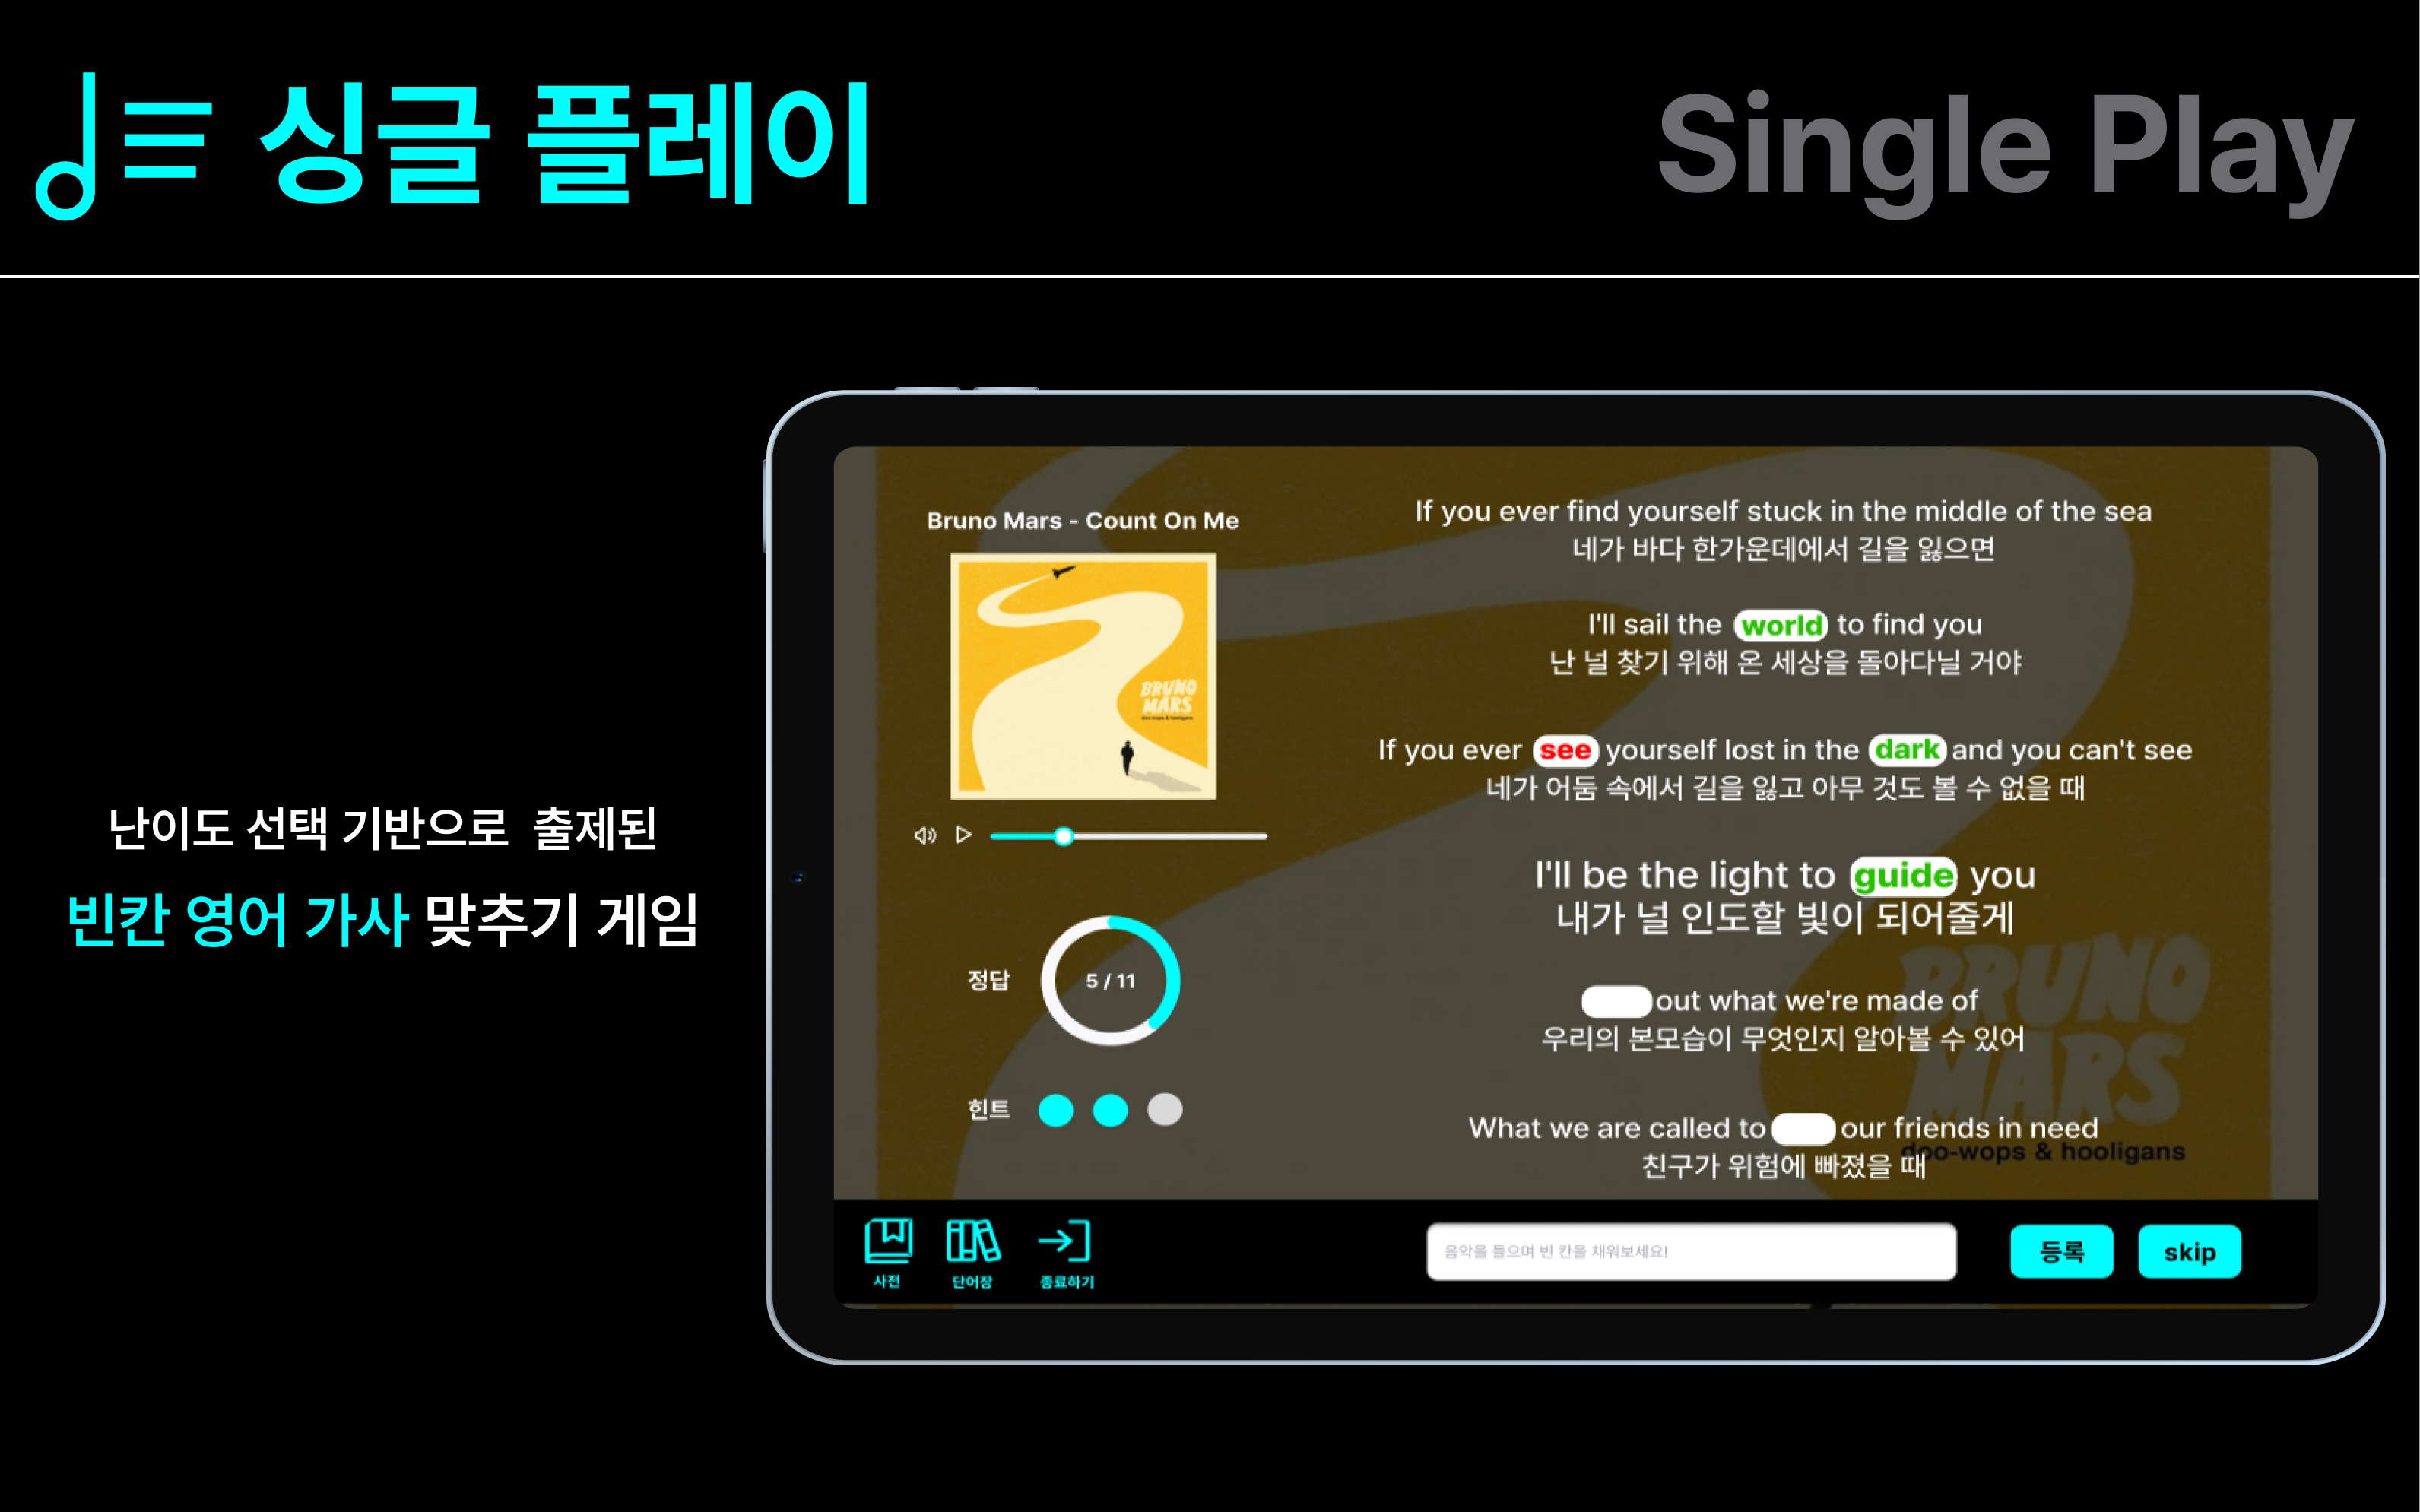 싱글 플레이
Single Play
난이도 선택 기반으로 출제된
빈칸 영어 가사 맞추기 게임
Bruno Mars - Count On Me
BRUNO
MARS
doo-wops & hooligans
정답
5 / 11
힌트
If you ever find yourself stuck in the middle of the sea
네가 바다 한가운데에서 길을 잃으면
I'll sail the world to find you
난 널 찾기 위해 온 세상을 돌아다닐 거야
If you ever see yourself lost in the dark and you can't see
네가 어둠 속에서 길을 잃고 아무 것도 볼 수 없을 때
I'll be the light to guide you
내가 널 인도할 빛이 되어줄게
out what we're made of
우리의 본모습이 무엇인지 알아볼 수 있어
What we are called to our friends in need
친구가 위험에 빠졌을 때
BRUNO
MARS
doo-wops & hooligans
사전
단어장
종료하기
음악을 들으며 빈 칸을 채워보세요!
등록
skip